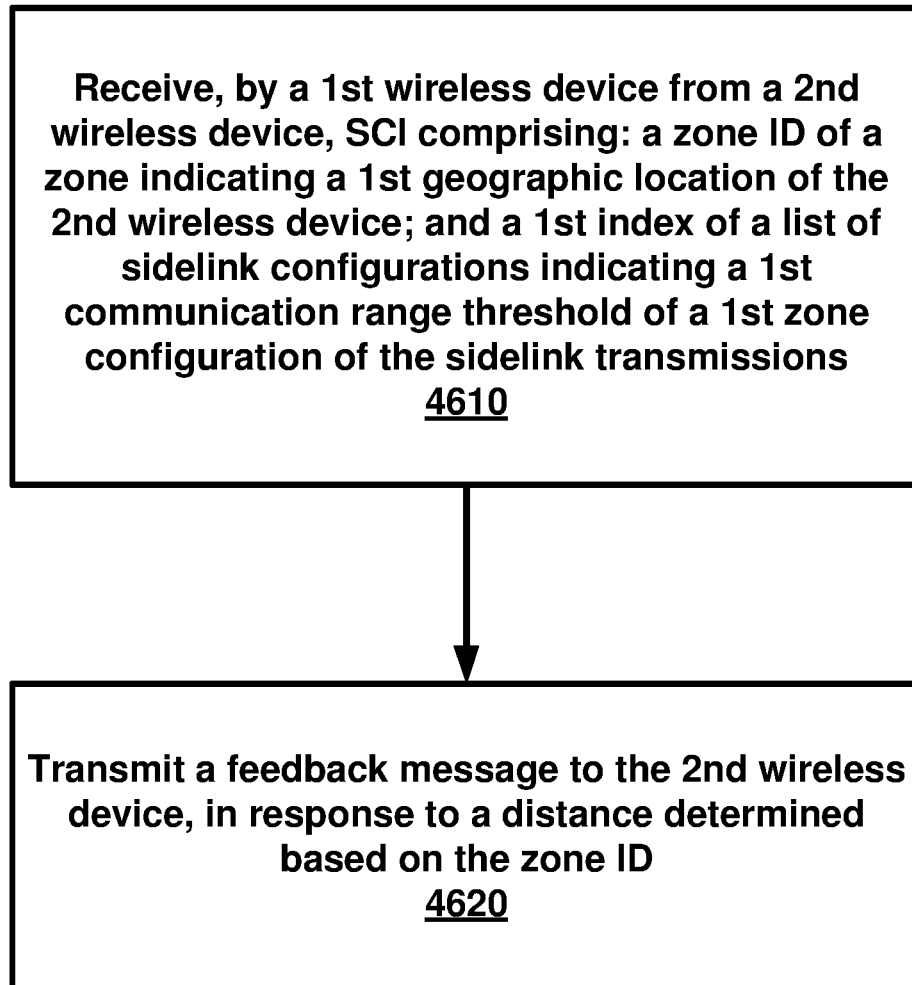 Receive, by a 1st wireless device from a 2nd
wireless device, SCI comprising: a zone ID of a
zone indicating a 1st geographic location of the
2nd wireless device; and a 1st index of a list of
sidelink configurations indicating a 1st
communication range threshold of a 1st zone
configuration of the sidelink transmissions
4610
Transmit a feedback message to the 2nd wireless
device, in response to a distance determined
based on the zone ID
4620